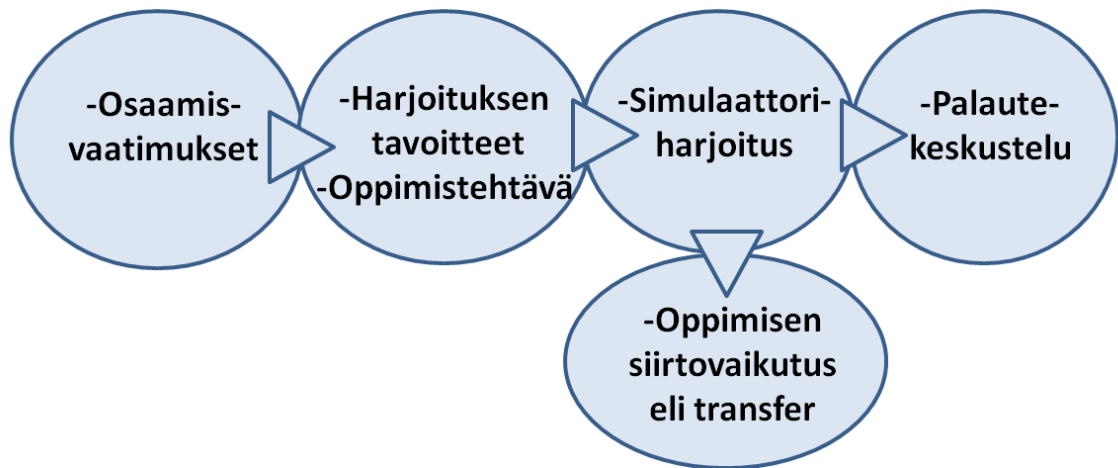 -Osaamis-
vaatimukset
-Harjoituksen
tavoitteet
-Oppimistehtävä
-Simulaattori-
harjoitus
-Palaute-
keskustelu
-Oppimisen
siirtovaikutus
eli transfer